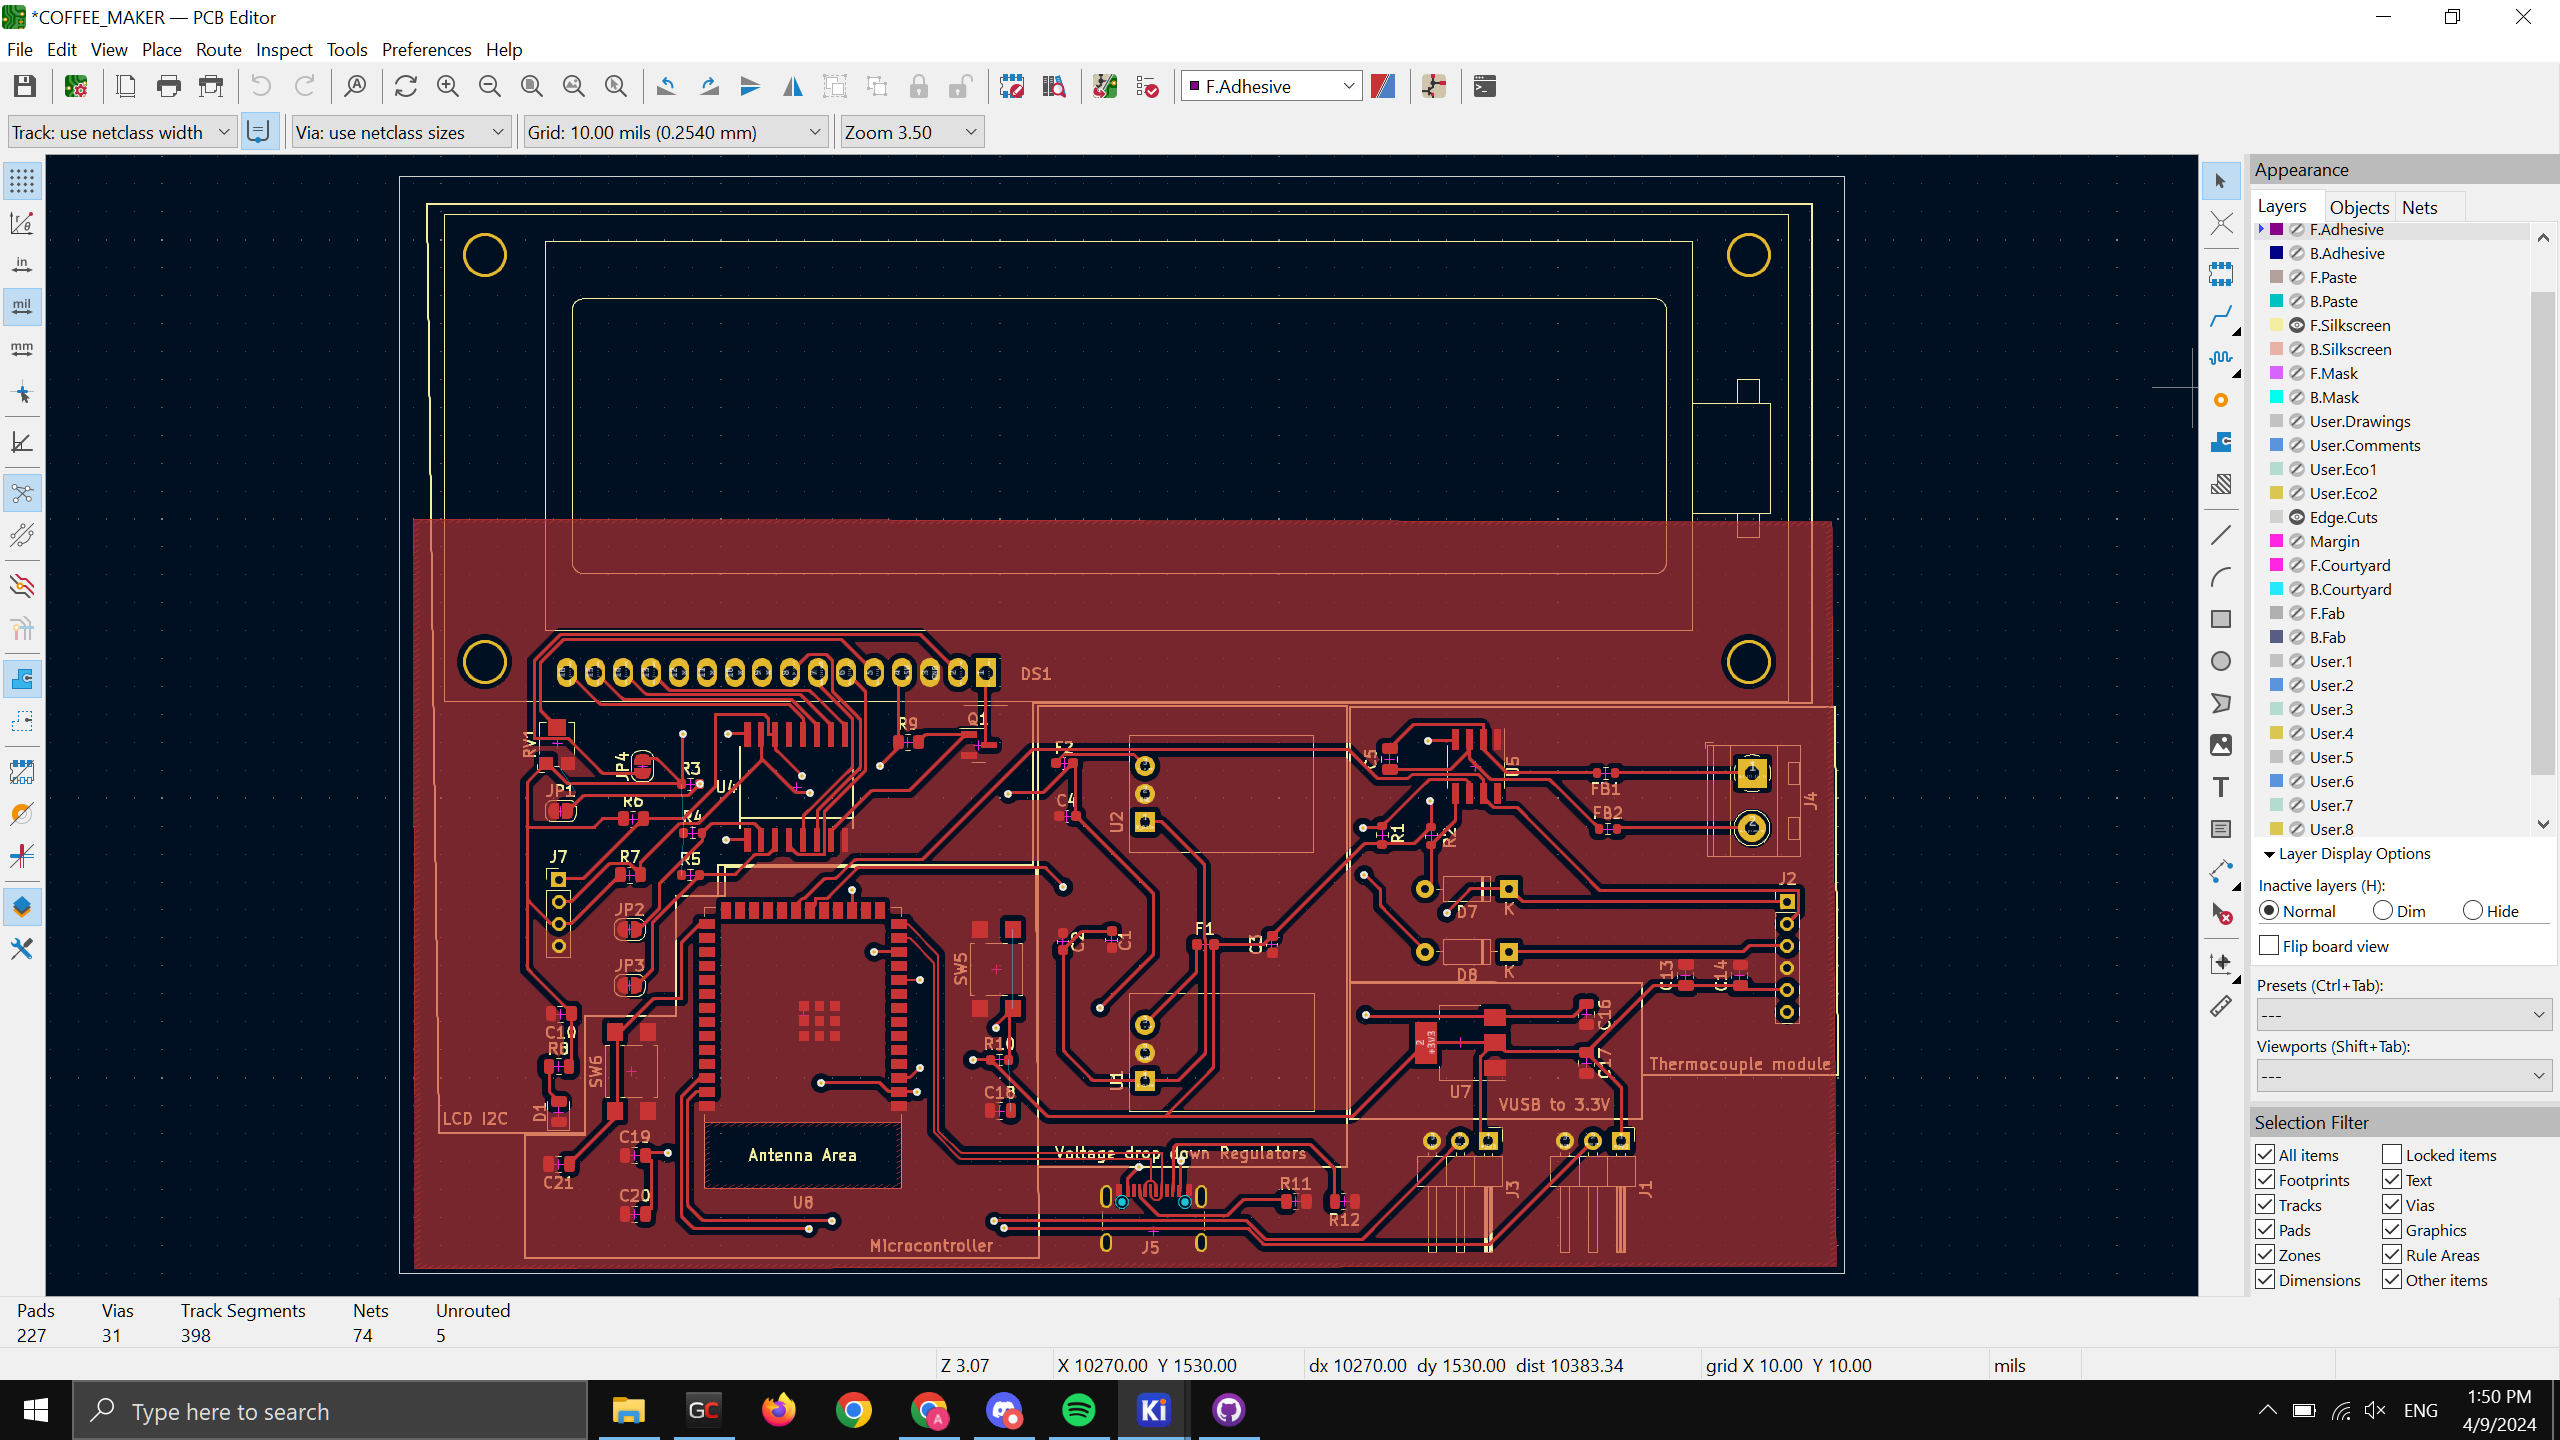 *COFFEE_MAKER — PCB Editor
File Edit View Place Route Inspect Tools Preferences Help
F.Adhesive
Track: use netclass width
Via: use netclass sizes
Grid: 10.00 mils (0.2540 mm)
Zoom 3.50
in
mil
mm
DS1
RV1
JP4
JP1
R3
U4
R6
R4
R7
R5
J7
JP2
JP3
C10
R8
D1
SW6
LCD I2C
C19
C21
C20
R9
Q1
F2
C4
U2
C2
C1
F1
C3
SW5
R10
C18
U1
Antenna Area
U6
Microcontroller
Voltage drop down Regulators
J5
R11
R12
C5
U5
R1
R2
FB1
FB2
J4
D7
K
D8
K
J2
C13
C14
C16
C17
2 +3V3
U7
VUSB to 3.3V
Thermocouple module
J3
J1
Appearance
Layers Objects Nets
F.Adhesive
B.Adhesive
F.Paste
B.Paste
F.Silkscreen
B.Silkscreen
F.Mask
B.Mask
User.Drawings
User.Comments
User.Eco1
User.Eco2
Edge.Cuts
Margin
F.Courtyard
B.Courtyard
F.Fab
B.Fab
User.1
User.2
User.3
User.4
User.5
User.6
User.7
User.8
Layer Display Options
Inactive layers (H):
Normal Dim Hide
Flip board view
Presets (Ctrl+Tab):
---
Viewports (Shift+Tab):
---
Selection Filter
All items Locked items
Footprints Text
Tracks Vias
Pads Graphics
Zones Rule Areas
Dimensions Other items
Pads Vias Track Segments Nets Unrouted
227 31 398 74 5
Z 3.07 X 10270.00 Y 1530.00 dx 10270.00 dy 1530.00 dist 10383.34 grid X 10.00 Y 10.00 mils
Type here to search
GC
A
Ki
ENG
1:50 PM
4/9/2024